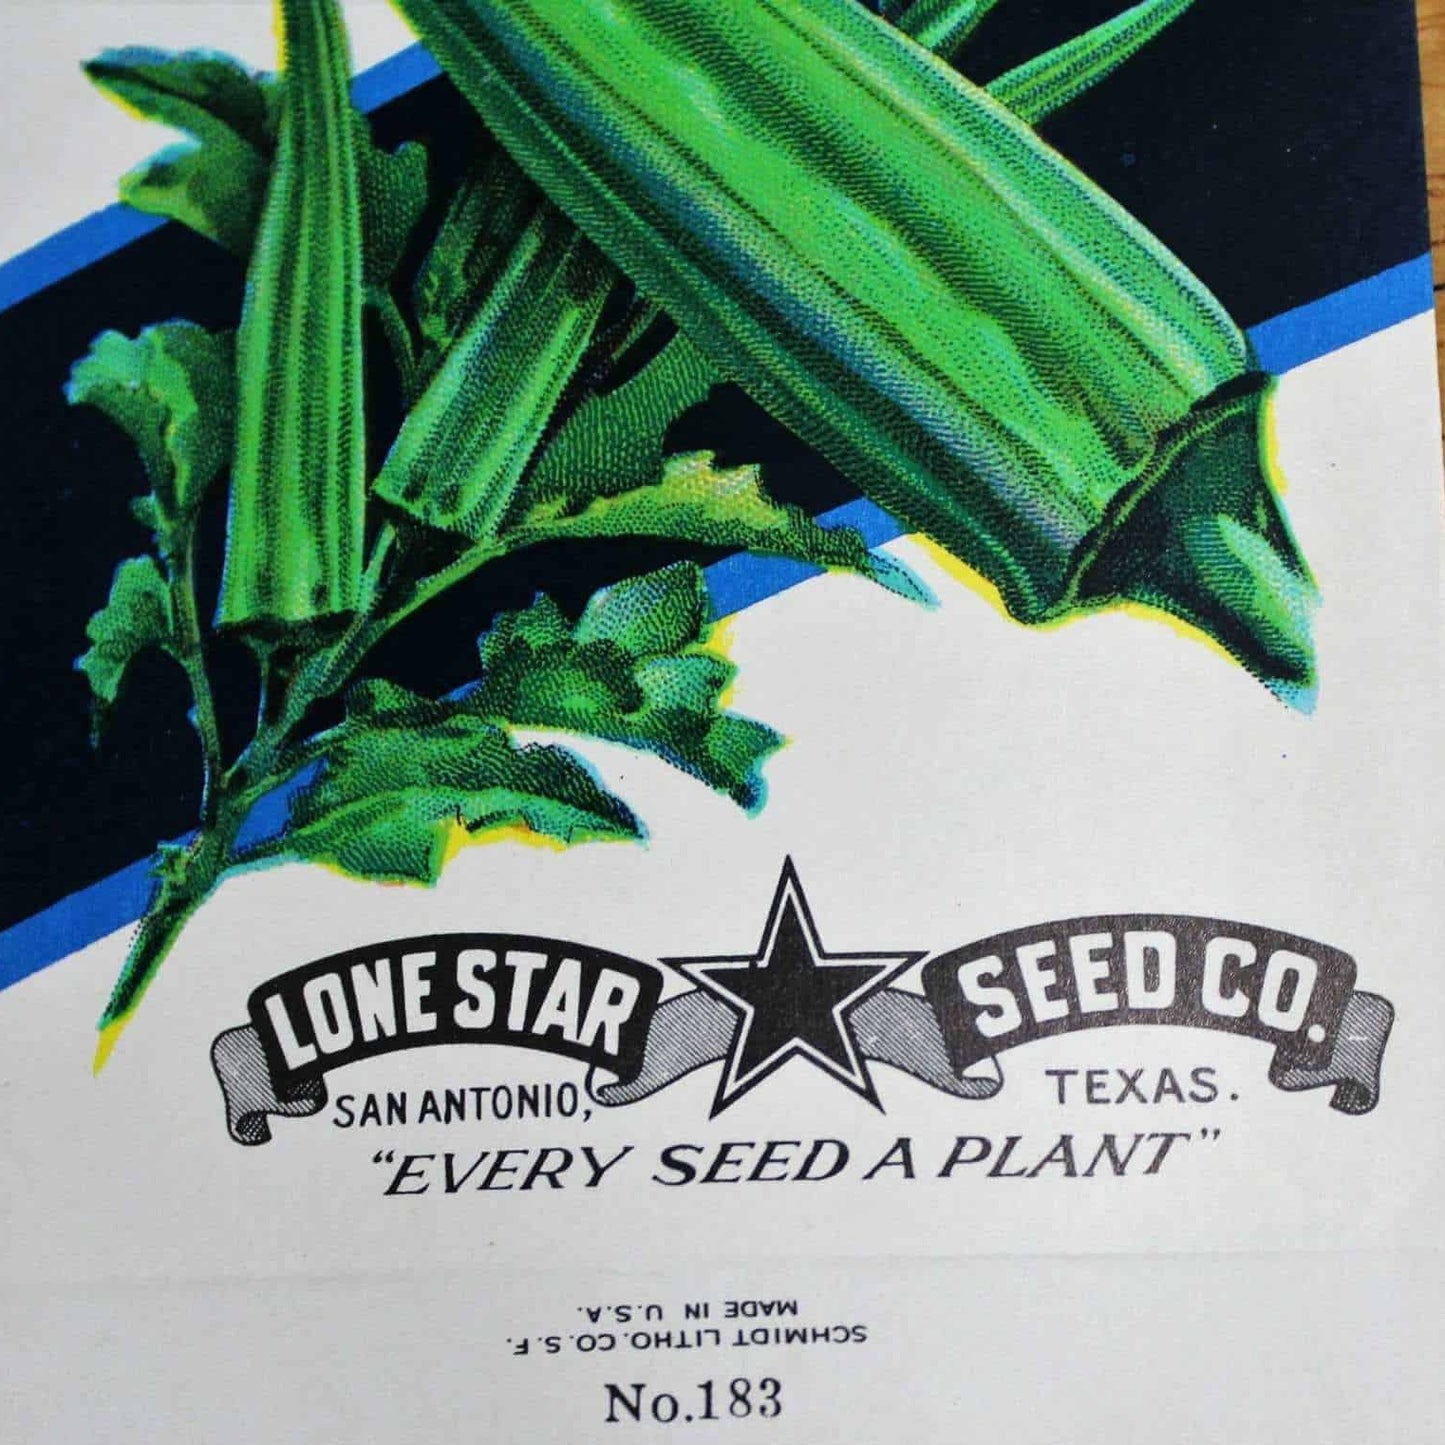 LONE STAR SEED CO.
SAN ANTONIO, TEXAS.
"EVERY SEED A PLANT"
MADE IN U.S.A.
SCHMIDT LITHO. CO. S. F.
No. 183